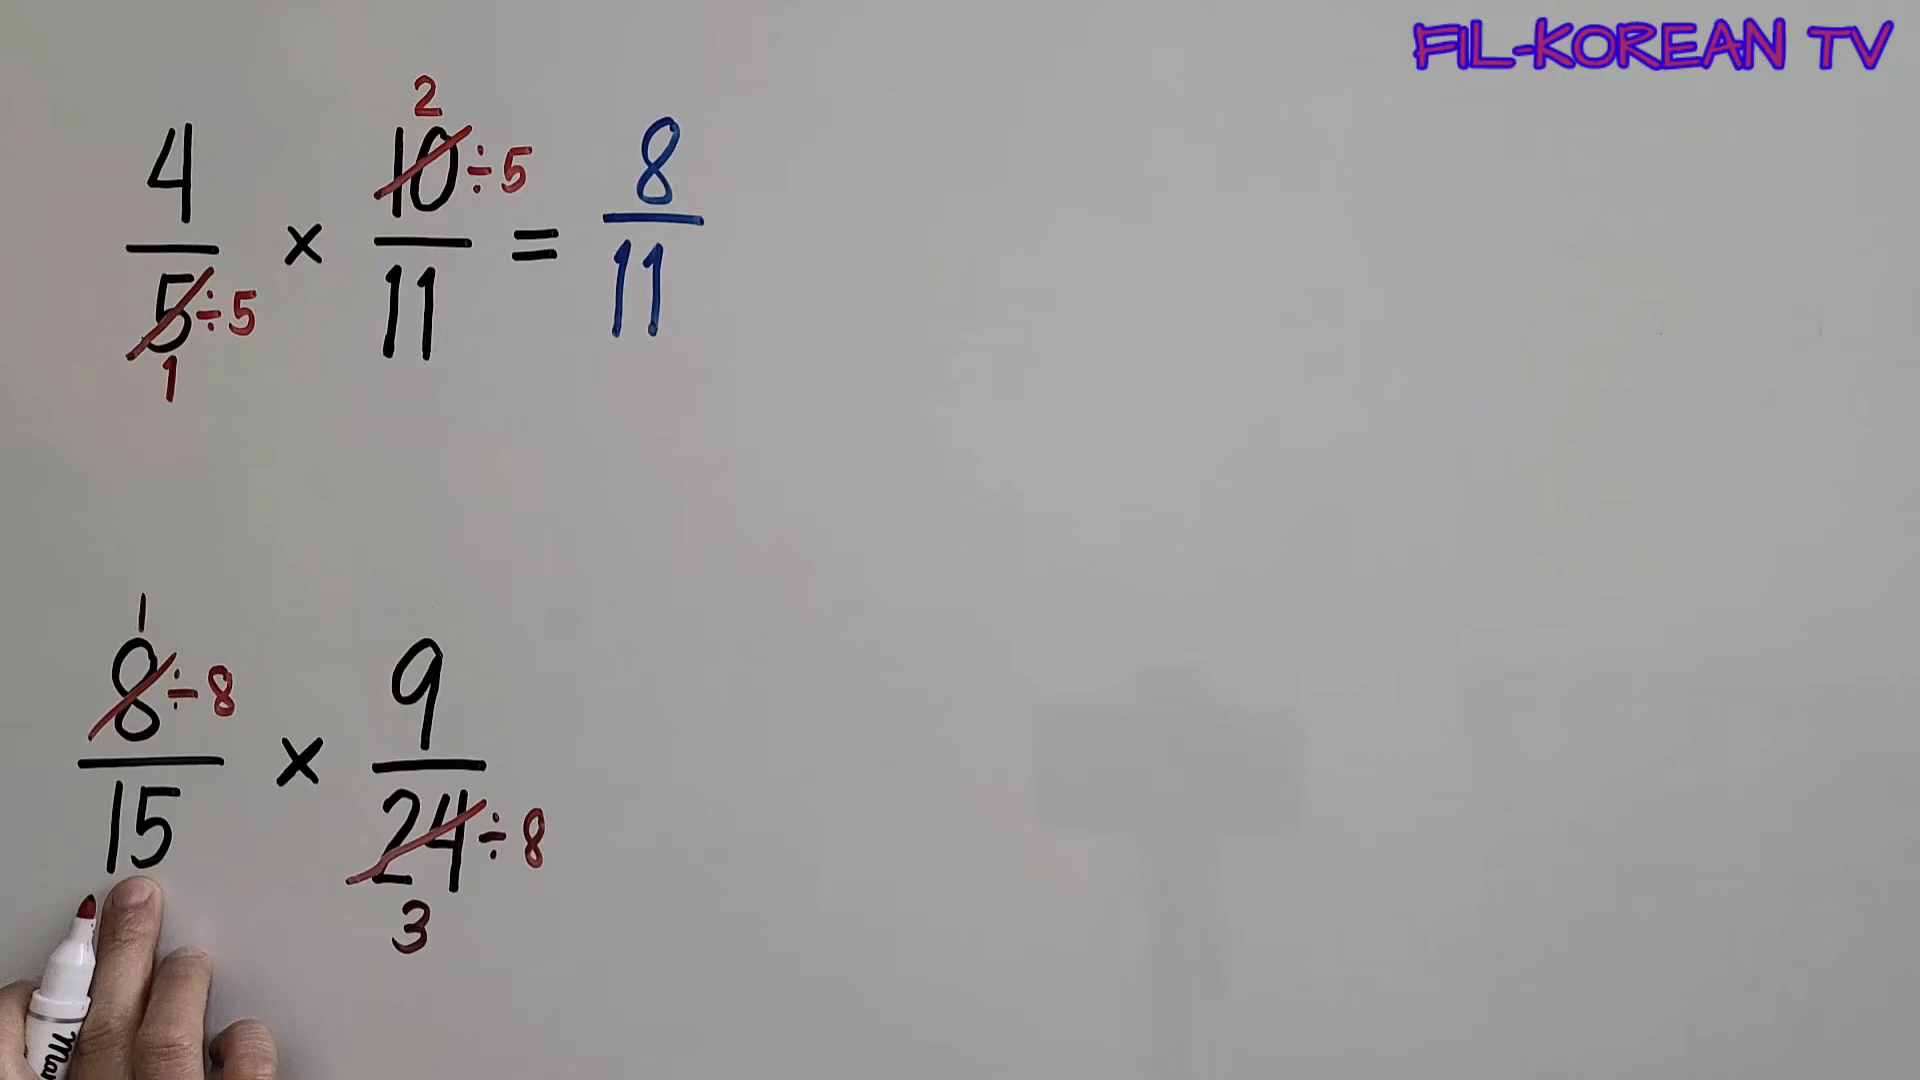 FIL-KOREAN TV
2
4/5 × 10/11 = 8/11
÷5
÷5
1
1
8/15 × 9/24
÷8
÷8
3
Mar